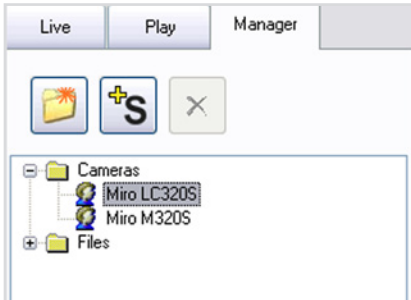 Live Play Manager
+S
Cameras
Miro LC320S
Miro M320S
Files